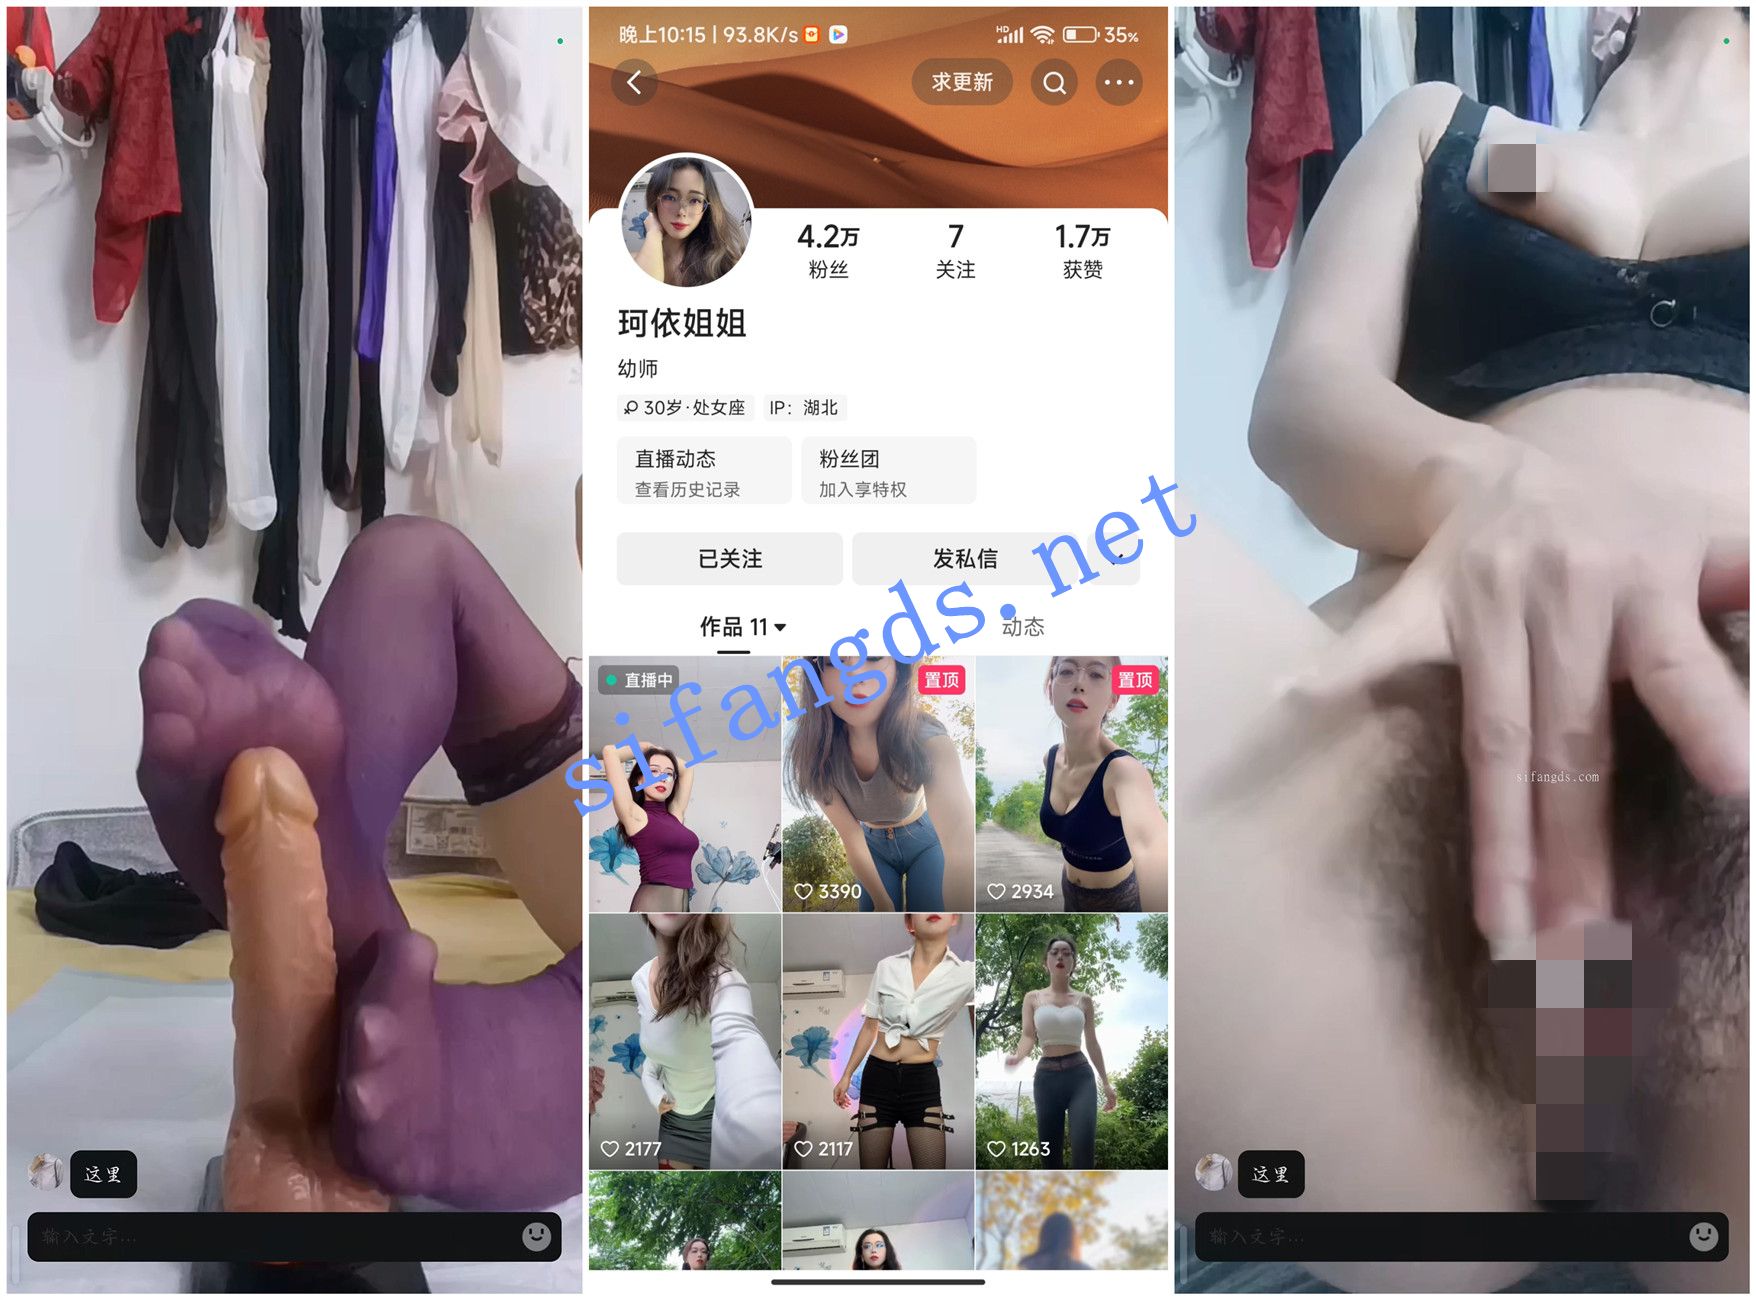 晚上10:15 | 93.8K/s
HD
35%
求更新
4.2万
粉丝
7
关注
1.7万
获赞
珂依姐姐
幼师
30岁·处女座
IP：湖北
直播动态
查看历史记录
粉丝团
加入享特权
已关注
发私信
作品 11
动态
直播中
置顶
置顶
3390
2934
2177
2117
1263
sifangds.net
sifangds.com
这里
输入文字...
这里
输入文字...